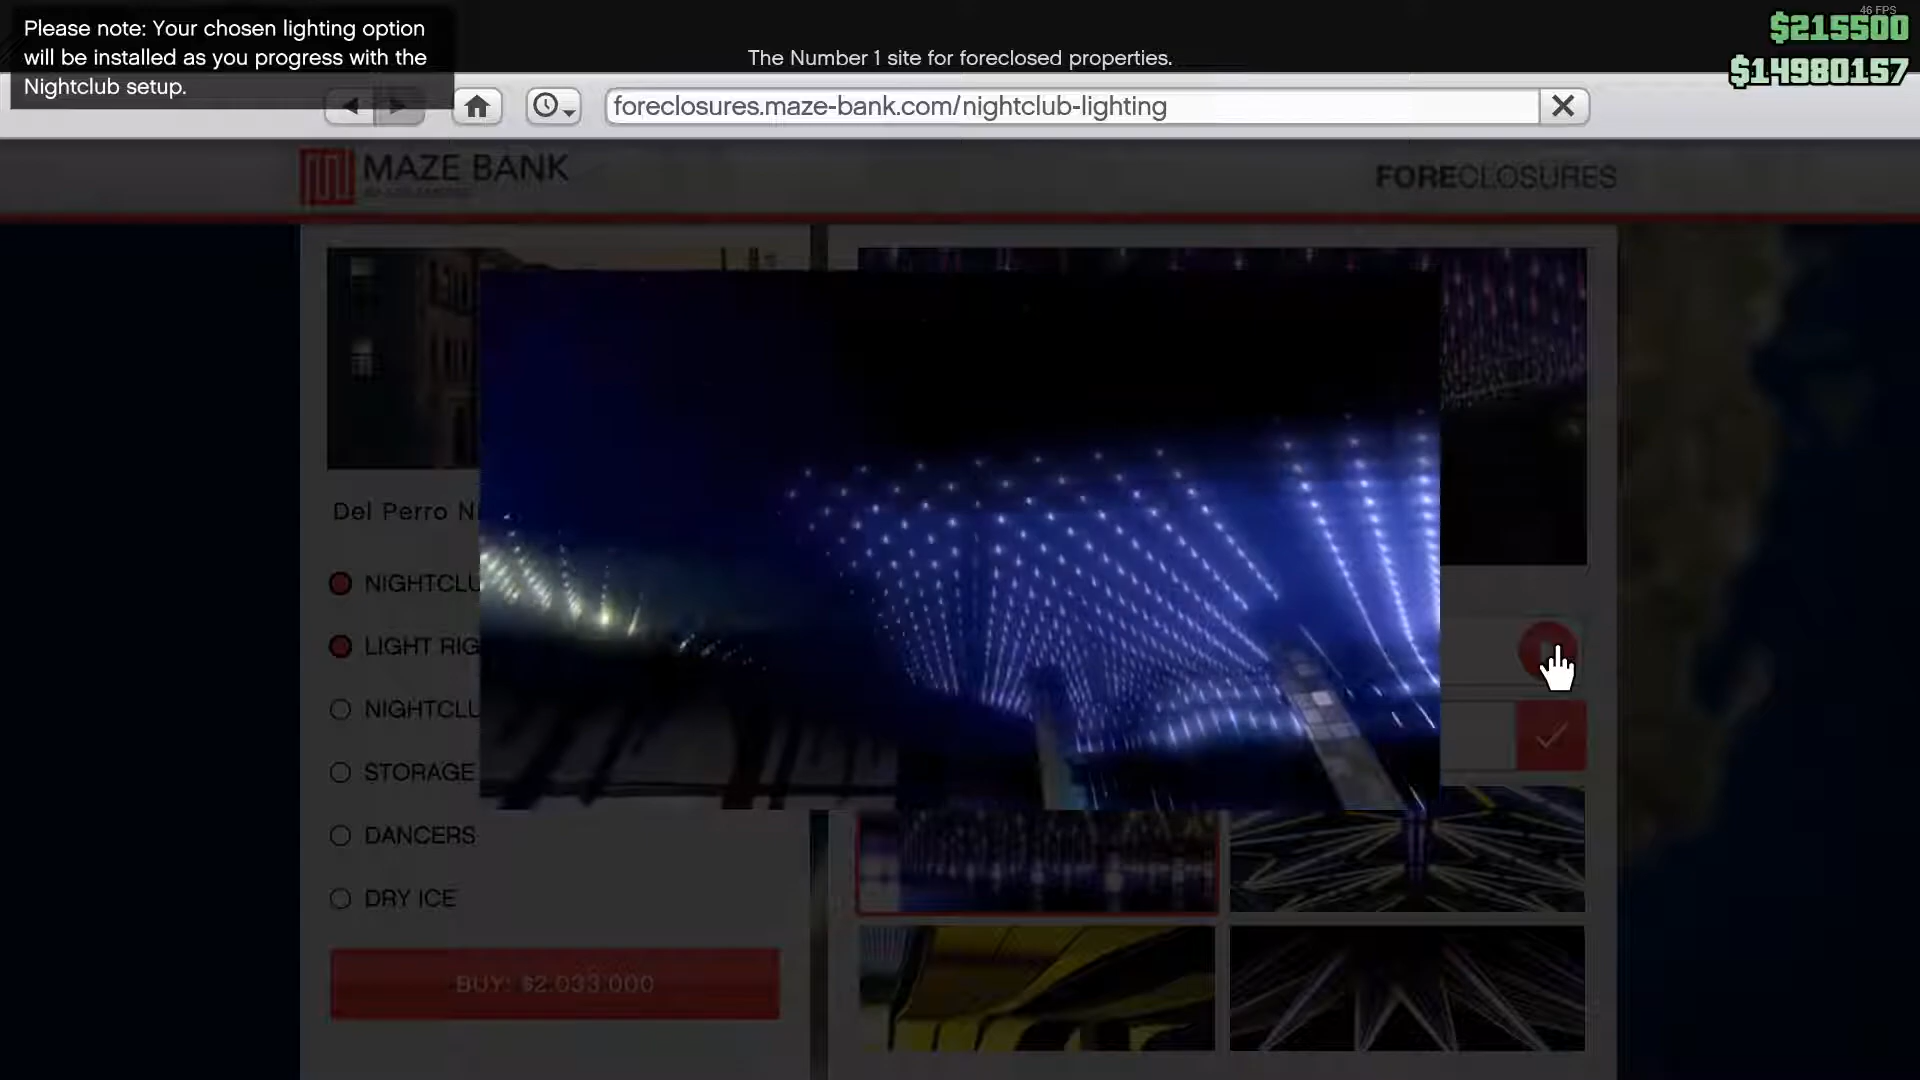 Please note: Your chosen lighting option
will be installed as you progress with the
Nightclub setup.
The Number 1 site for foreclosed properties.
46 FPS
$215500
$14980157
foreclosures.maze-bank.com/nightclub-lighting
MAZE BANK
FORECLOSURES
Del Perro Ni
NIGHTCLU
LIGHT RIG
NIGHTCLU
STORAGE
DANCERS
DRY ICE
BUY: $2,033,000